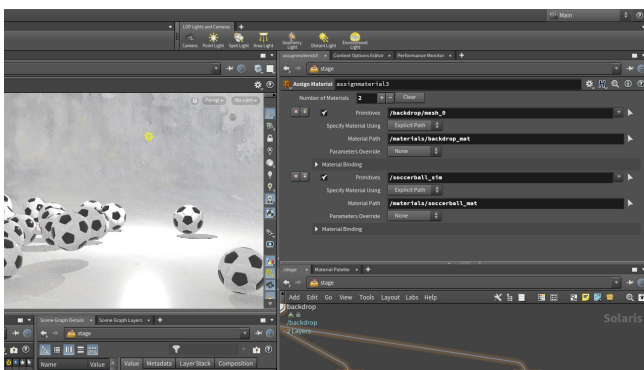 Main
LOP Lights and Cameras
Camera Point Light Spot Light Area Light Geometry Light Distant Light Environment Light
assignmaterial3 Context Options Editor Performance Monitor
stage
Assign Material assignmaterial3
Number of Materials 2 Clear
Persp No cam
Primitives /backdrop/mesh_0
Specify Material Using Explicit Path
Material Path /materials/backdrop_mat
Parameters Override None
Material Binding
Primitives /soccerball_sim
Specify Material Using Explicit Path
Material Path /materials/soccerball_mat
Parameters Override None
Material Binding
/stage Material Palette
stage
Add Edit Go View Tools Layout Labs Help
backdrop
/backdrop
2 Layers
Solaris
Scene Graph Details Scene Graph Layers
stage
Name Value Value Metadata Layer Stack Composition